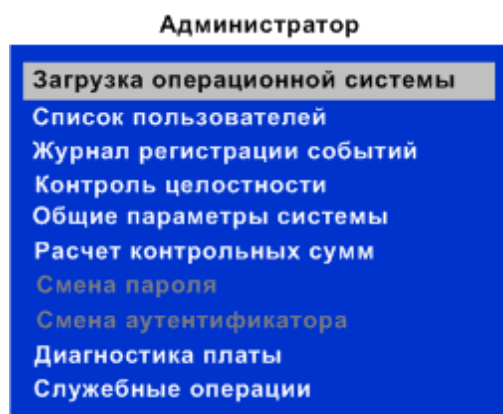 Администратор
Загрузка операционной системы
Список пользователей
Журнал регистрации событий
Контроль целостности
Общие параметры системы
Расчет контрольных сумм
Смена пароля
Смена аутентификатора
Диагностика платы
Служебные операции